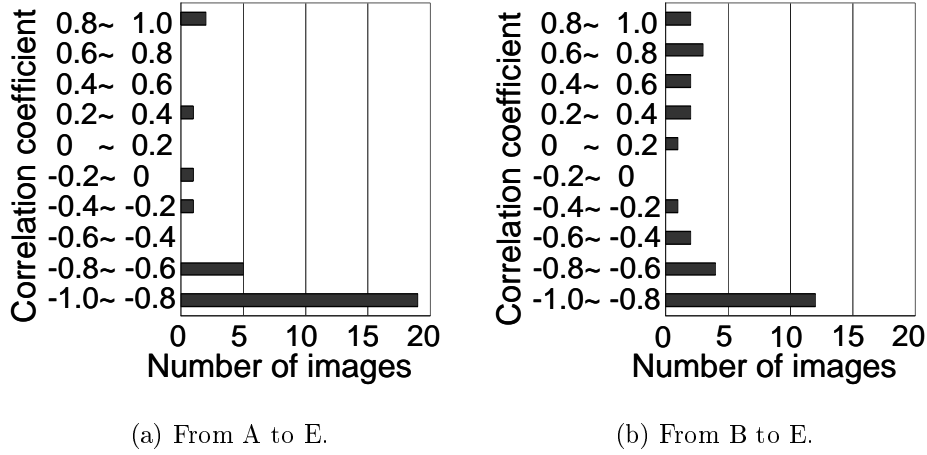 Correlation coefficient
0.8~ 1.0
0.6~ 0.8
0.4~ 0.6
0.2~ 0.4
0 ~ 0.2
-0.2~ 0
-0.4~ -0.2
-0.6~ -0.4
-0.8~ -0.6
-1.0~ -0.8
0 5 10 15 20
Number of images
(a) From A to E.
Correlation coefficient
0.8~ 1.0
0.6~ 0.8
0.4~ 0.6
0.2~ 0.4
0 ~ 0.2
-0.2~ 0
-0.4~ -0.2
-0.6~ -0.4
-0.8~ -0.6
-1.0~ -0.8
0 5 10 15 20
Number of images
(b) From B to E.